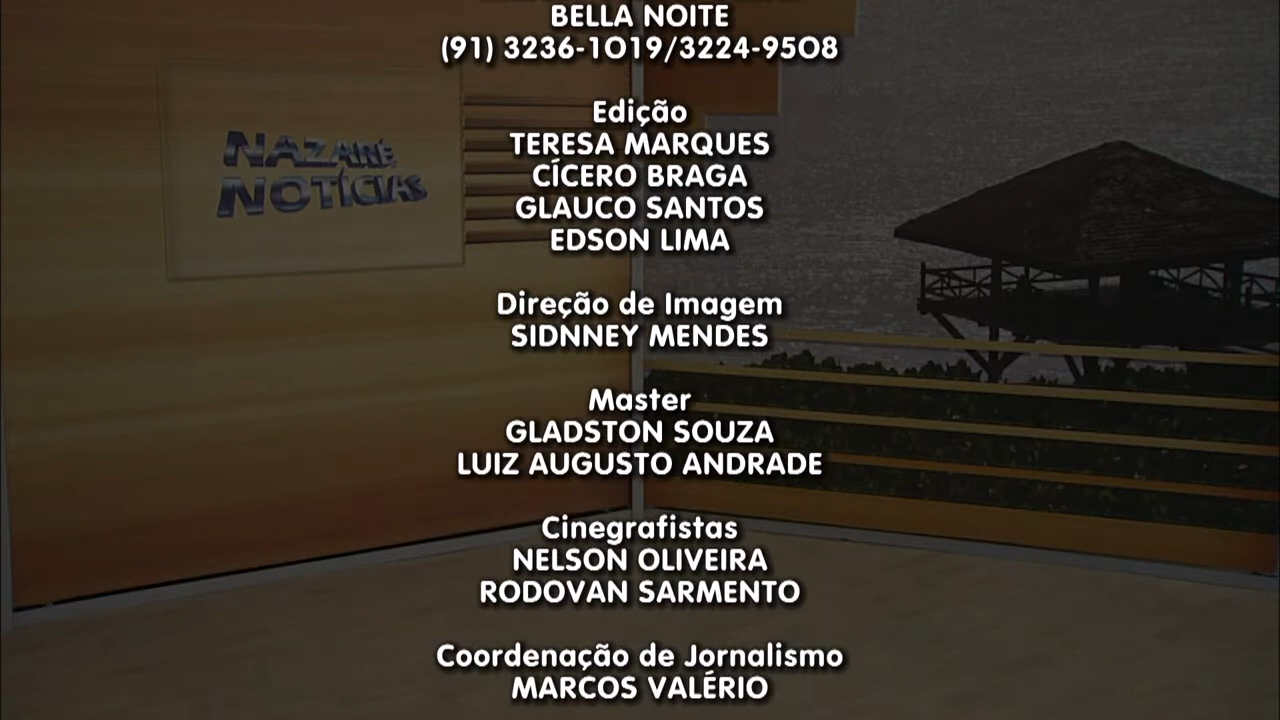 BELLA NOITE
(91) 3236-1019/3224-9508
Edição
TERESA MARQUES
CÍCERO BRAGA
GLAUCO SANTOS
EDSON LIMA
Direção de Imagem
SIDNNEY MENDES
Master
GLADSTON SOUZA
LUIZ AUGUSTO ANDRADE
Cinegrafistas
NELSON OLIVEIRA
RODOVAN SARMENTO
Coordenação de Jornalismo
MARCOS VALÉRIO
NAZARÉ
NOTÍCIAS